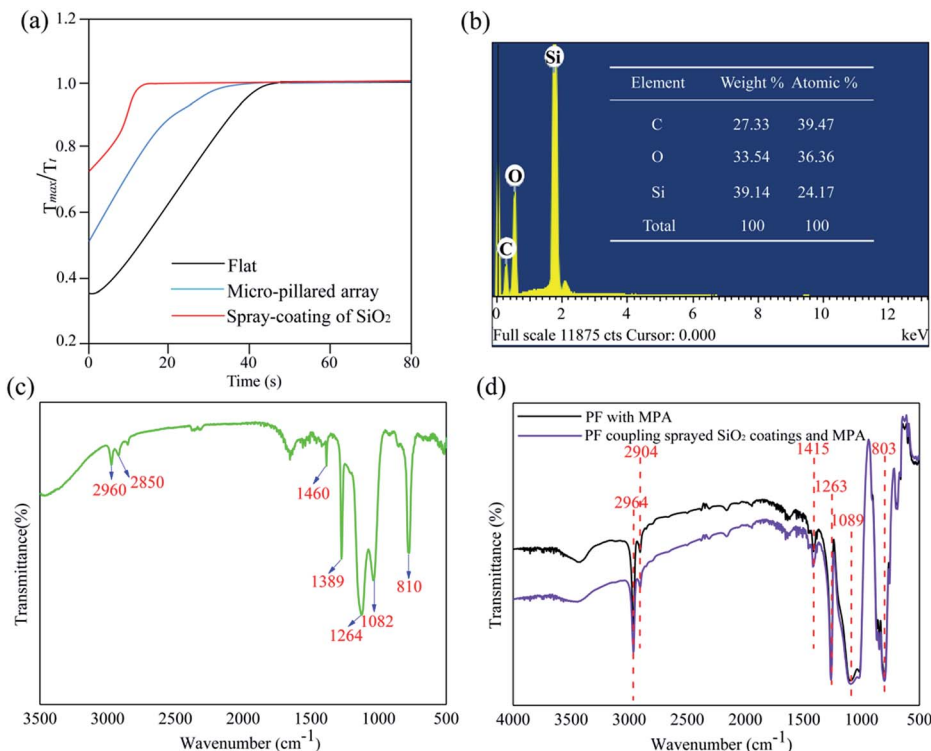 (a)
1.2
1.0
0.8
0.6
0.4
0.2
Tmax/Tt
Flat
Micro-pillared array
Spray-coating of SiO₂
0 20 40 60 80
Time (s)
(b)
Si
O
C
Element Weight % Atomic %
C 27.33 39.47
O 33.54 36.36
Si 39.14 24.17
Total 100 100
0 2 4 6 8 10 12
Full scale 11875 cts Cursor: 0.000 keV
(c)
Transmittance(%)
2960
2850
1460
1389
1264
1082
810
3500 3000 2500 2000 1500 1000 500
Wavenumber (cm⁻¹)
(d)
Transmittance (%)
PF with MPA
PF coupling sprayed SiO₂ coatings and MPA
2904
2964
1415
1263
1089
803
4000 3500 3000 2500 2000 1500 1000 500
Wavenumber (cm⁻¹)